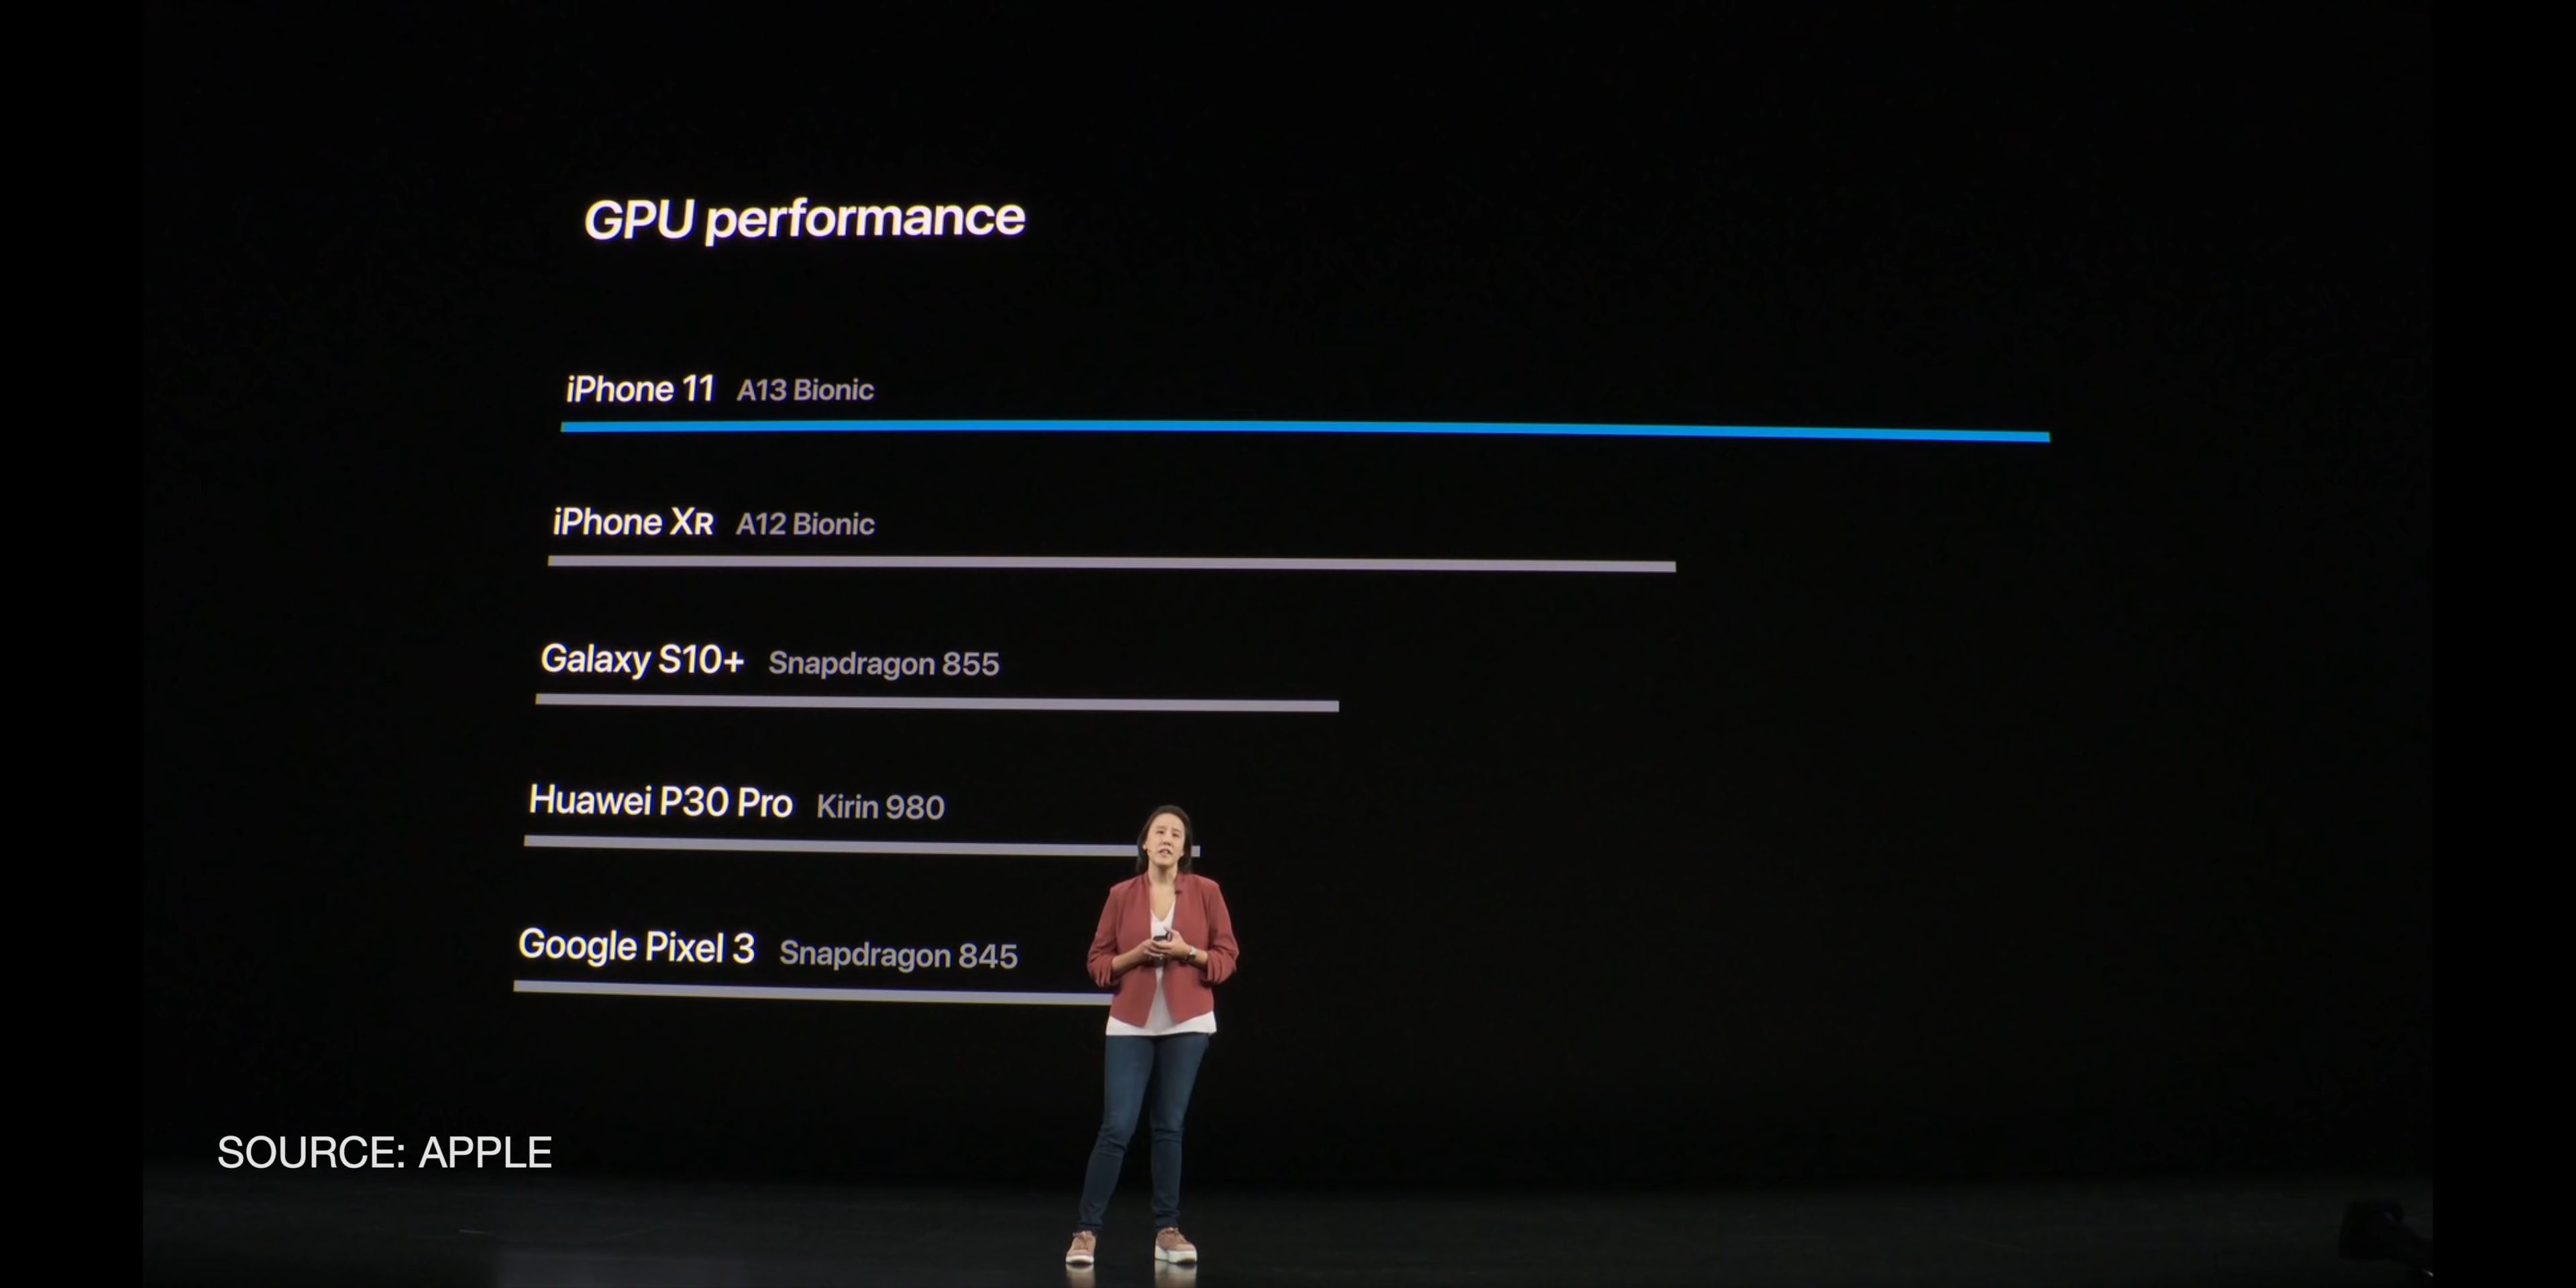 GPU performance
iPhone 11 A13 Bionic
iPhone XR A12 Bionic
Galaxy S10+ Snapdragon 855
Huawei P30 Pro Kirin 980
Google Pixel 3 Snapdragon 845
SOURCE: APPLE